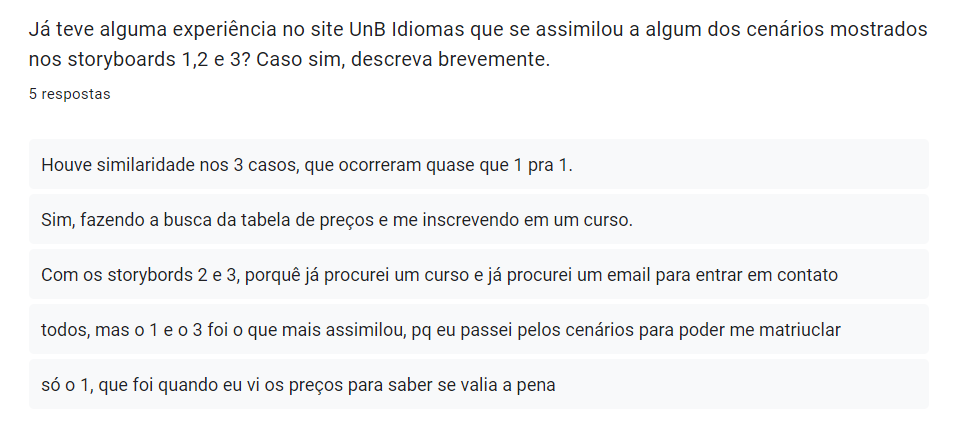 Já teve alguma experiência no site UnB Idiomas que se assimilou a algum dos cenários mostrados
nos storyboards 1,2 e 3? Caso sim, descreva brevemente.
5 respostas
Houve similaridade nos 3 casos, que ocorreram quase que 1 pra 1.
Sim, fazendo a busca da tabela de preços e me inscrevendo em um curso.
Com os storybords 2 e 3, porquê já procurei um curso e já procurei um email para entrar em contato
todos, mas o 1 e o 3 foi o que mais assimilou, pq eu passei pelos cenários para poder me matriuclar
só o 1, que foi quando eu vi os preços para saber se valia a pena